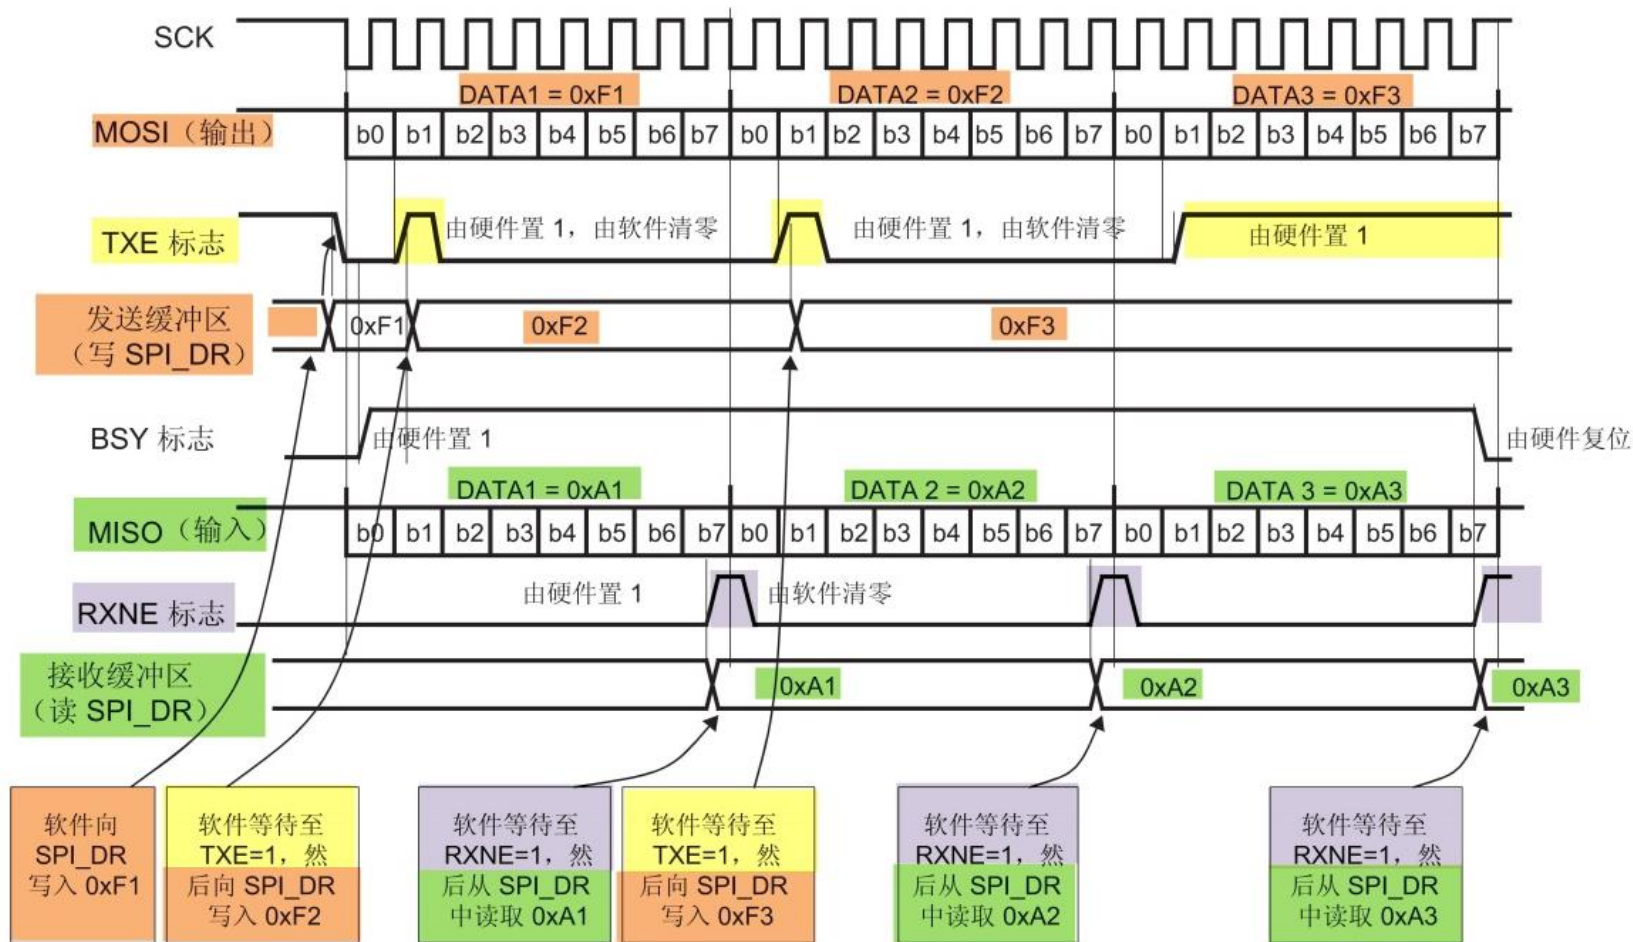 SCK
DATA1 = 0xF1 DATA2 = 0xF2 DATA3 = 0xF3
MOSI（输出） b0 b1 b2 b3 b4 b5 b6 b7 b0 b1 b2 b3 b4 b5 b6 b7 b0 b1 b2 b3 b4 b5 b6 b7
TXE 标志 由硬件置 1，由软件清零 由硬件置 1，由软件清零 由硬件置 1
发送缓冲区
（写 SPI_DR） 0xF1 0xF2 0xF3
BSY 标志 由硬件置 1 由硬件复位
DATA1 = 0xA1 DATA 2 = 0xA2 DATA 3 = 0xA3
MISO（输入） b0 b1 b2 b3 b4 b5 b6 b7 b0 b1 b2 b3 b4 b5 b6 b7 b0 b1 b2 b3 b4 b5 b6 b7
RXNE 标志 由硬件置 1 由软件清零
接收缓冲区
（读 SPI_DR） 0xA1 0xA2 0xA3
软件向
SPI_DR
写入 0xF1
软件等待至
TXE=1，然
后向 SPI_DR
写入 0xF2
软件等待至
RXNE=1，然
后从 SPI_DR
中读取 0xA1
软件等待至
TXE=1，然
后向 SPI_DR
写入 0xF3
软件等待至
RXNE=1，然
后从 SPI_DR
中读取 0xA2
软件等待至
RXNE=1，然
后从 SPI_DR
中读取 0xA3